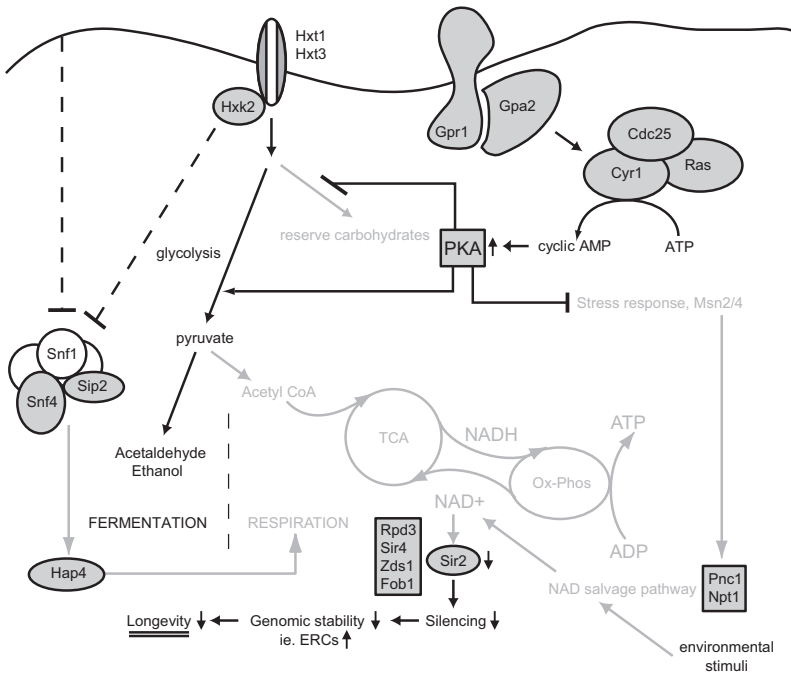 Hxt1
Hxt3
Hxk2
Gpr1
Gpa2
Cdc25
Cyr1
Ras
reserve carbohydrates
PKA
cyclic AMP
ATP
glycolysis
Stress response, Msn2/4
pyruvate
Snf1
Snf4
Sip2
Acetyl CoA
Acetaldehyde
Ethanol
TCA
NADH
Ox-Phos
ATP
ADP
NAD+
FERMENTATION
RESPIRATION
Hap4
Rpd3
Sir4
Zds1
Fob1
Sir2
NAD salvage pathway
Pnc1
Npt1
Longevity
Genomic stability
ie. ERCs
Silencing
environmental
stimuli